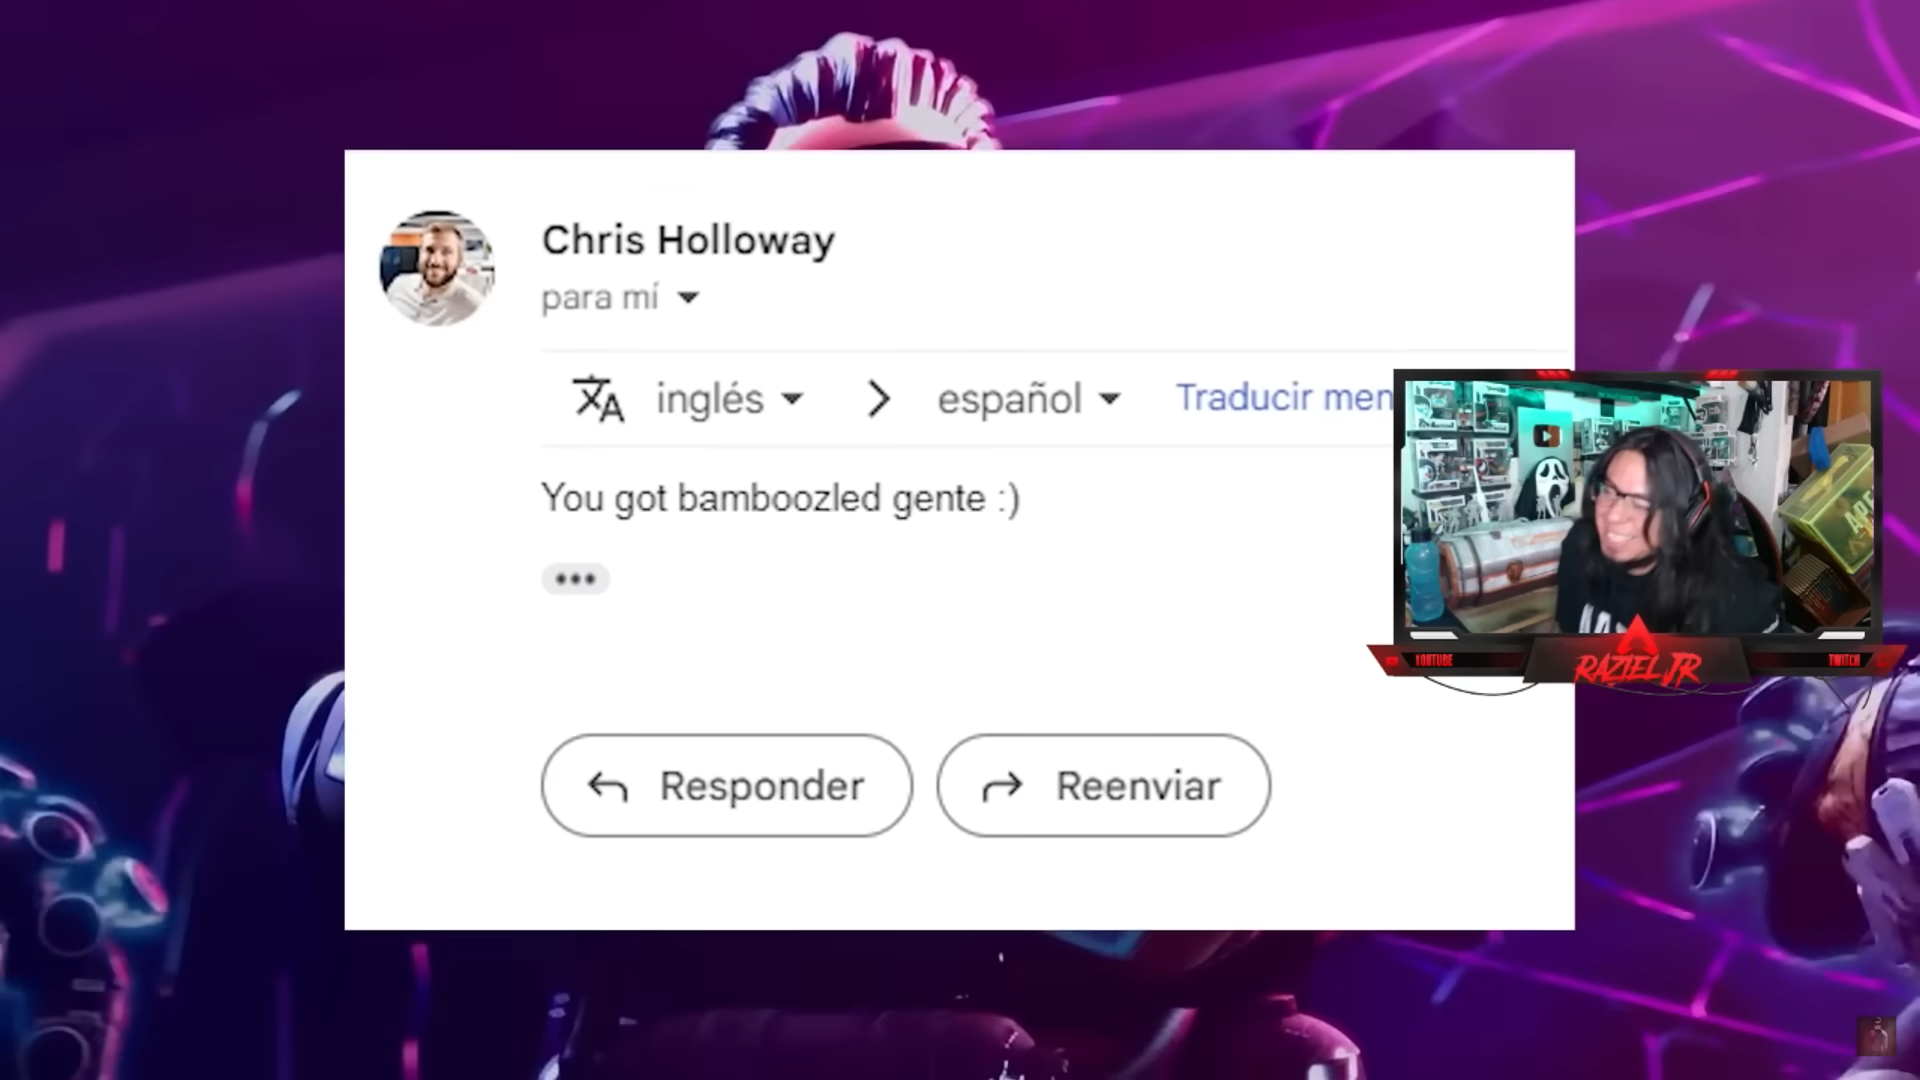 Chris Holloway
para mí
inglés
español
Traducir men
You got bamboozled gente :)
Responder
Reenviar
YOUTUBE
RAZIEL JR
TWITCH